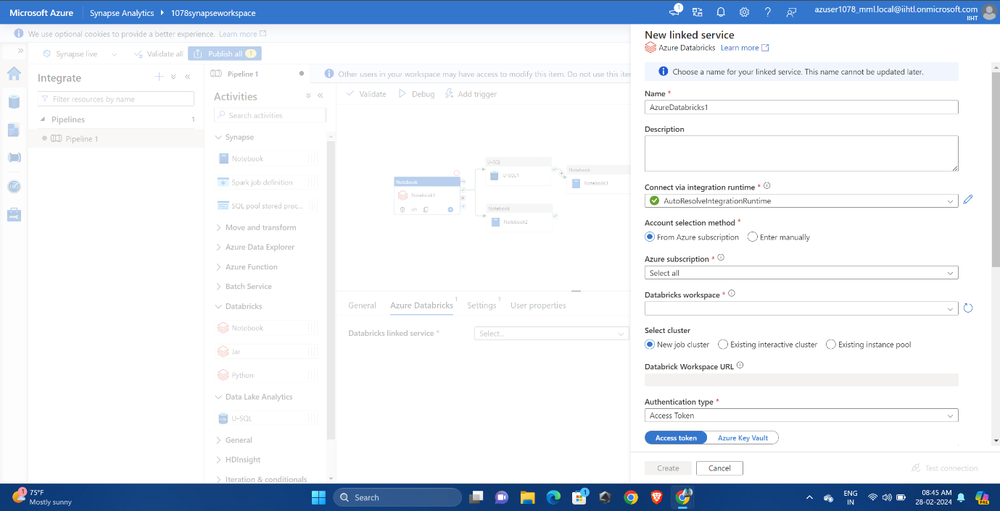 Microsoft Azure
Synapse Analytics
1078synapseworkspace
1
azuser1078_mml.local@iihtl.onmicrosoft.com
IIHT
We use optional cookies to provide a better experience. Learn more
Synapse live
Validate all
Publish all 1
Integrate
Filter resources by name
Pipelines 1
Pipeline 1
Pipeline 1
Other users in your workspace may have access to modify this item. Do not use this iter
Activities
Search activities
Synapse
Notebook
Spark job definition
SQL pool stored proc...
Move and transform
Azure Data Explorer
Azure Function
Batch Service
Databricks
Notebook
Jar
Python
Data Lake Analytics
U-SQL
General
HDInsight
Iteration & conditionals
Validate
Debug
Add trigger
Notebook
Notebook1
U-SQL
U-SQL1
Notebook
Notebook3
Notebook
Notebook2
General
Azure Databricks 1
Settings 1
User properties
Databricks linked service *
Select...
New linked service
Azure Databricks Learn more
Choose a name for your linked service. This name cannot be updated later.
Name *
AzureDatabricks1
Description
Connect via integration runtime *
AutoResolveIntegrationRuntime
Account selection method *
From Azure subscription
Enter manually
Azure subscription *
Select all
Databricks workspace *
Select cluster
New job cluster
Existing interactive cluster
Existing instance pool
Databrick Workspace URL
Authentication type *
Access Token
Access token
Azure Key Vault
Create
Cancel
Test connection
1
75°F
Mostly sunny
Search
1
ENG
IN
08:45 AM
28-02-2024
PRE